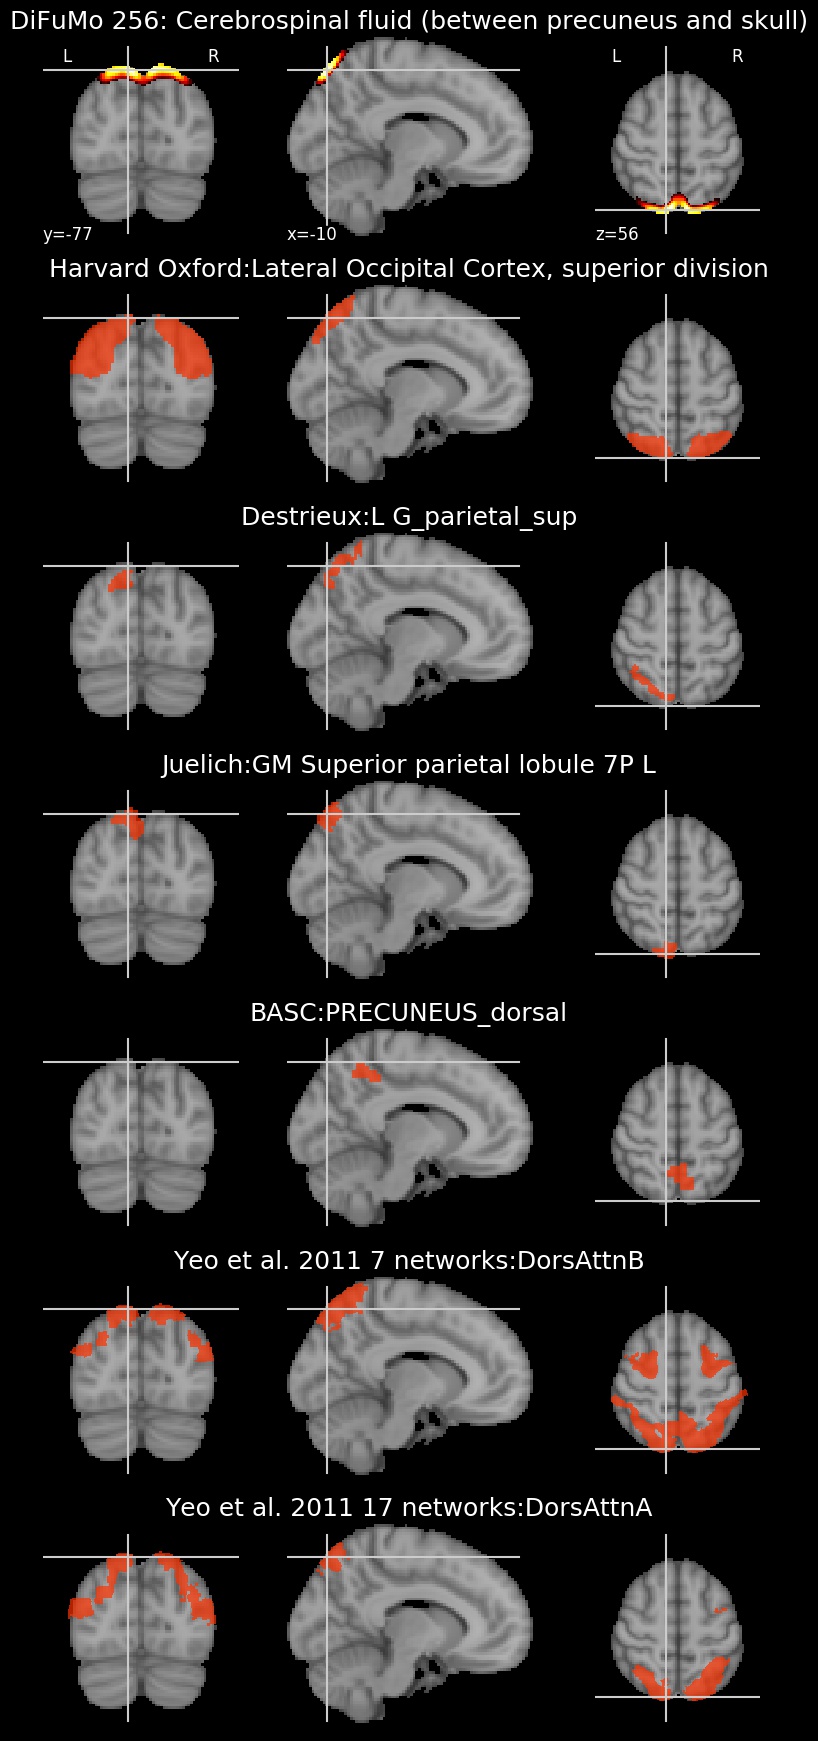 DiFuMo 256: Cerebrospinal fluid (between precuneus and skull)
L R L R
y=-77 x=-10 z=56
Harvard Oxford:Lateral Occipital Cortex, superior division
Destrieux:L G_parietal_sup
Juelich:GM Superior parietal lobule 7P L
BASC:PRECUNEUS_dorsal
Yeo et al. 2011 7 networks:DorsAttnB
Yeo et al. 2011 17 networks:DorsAttnA